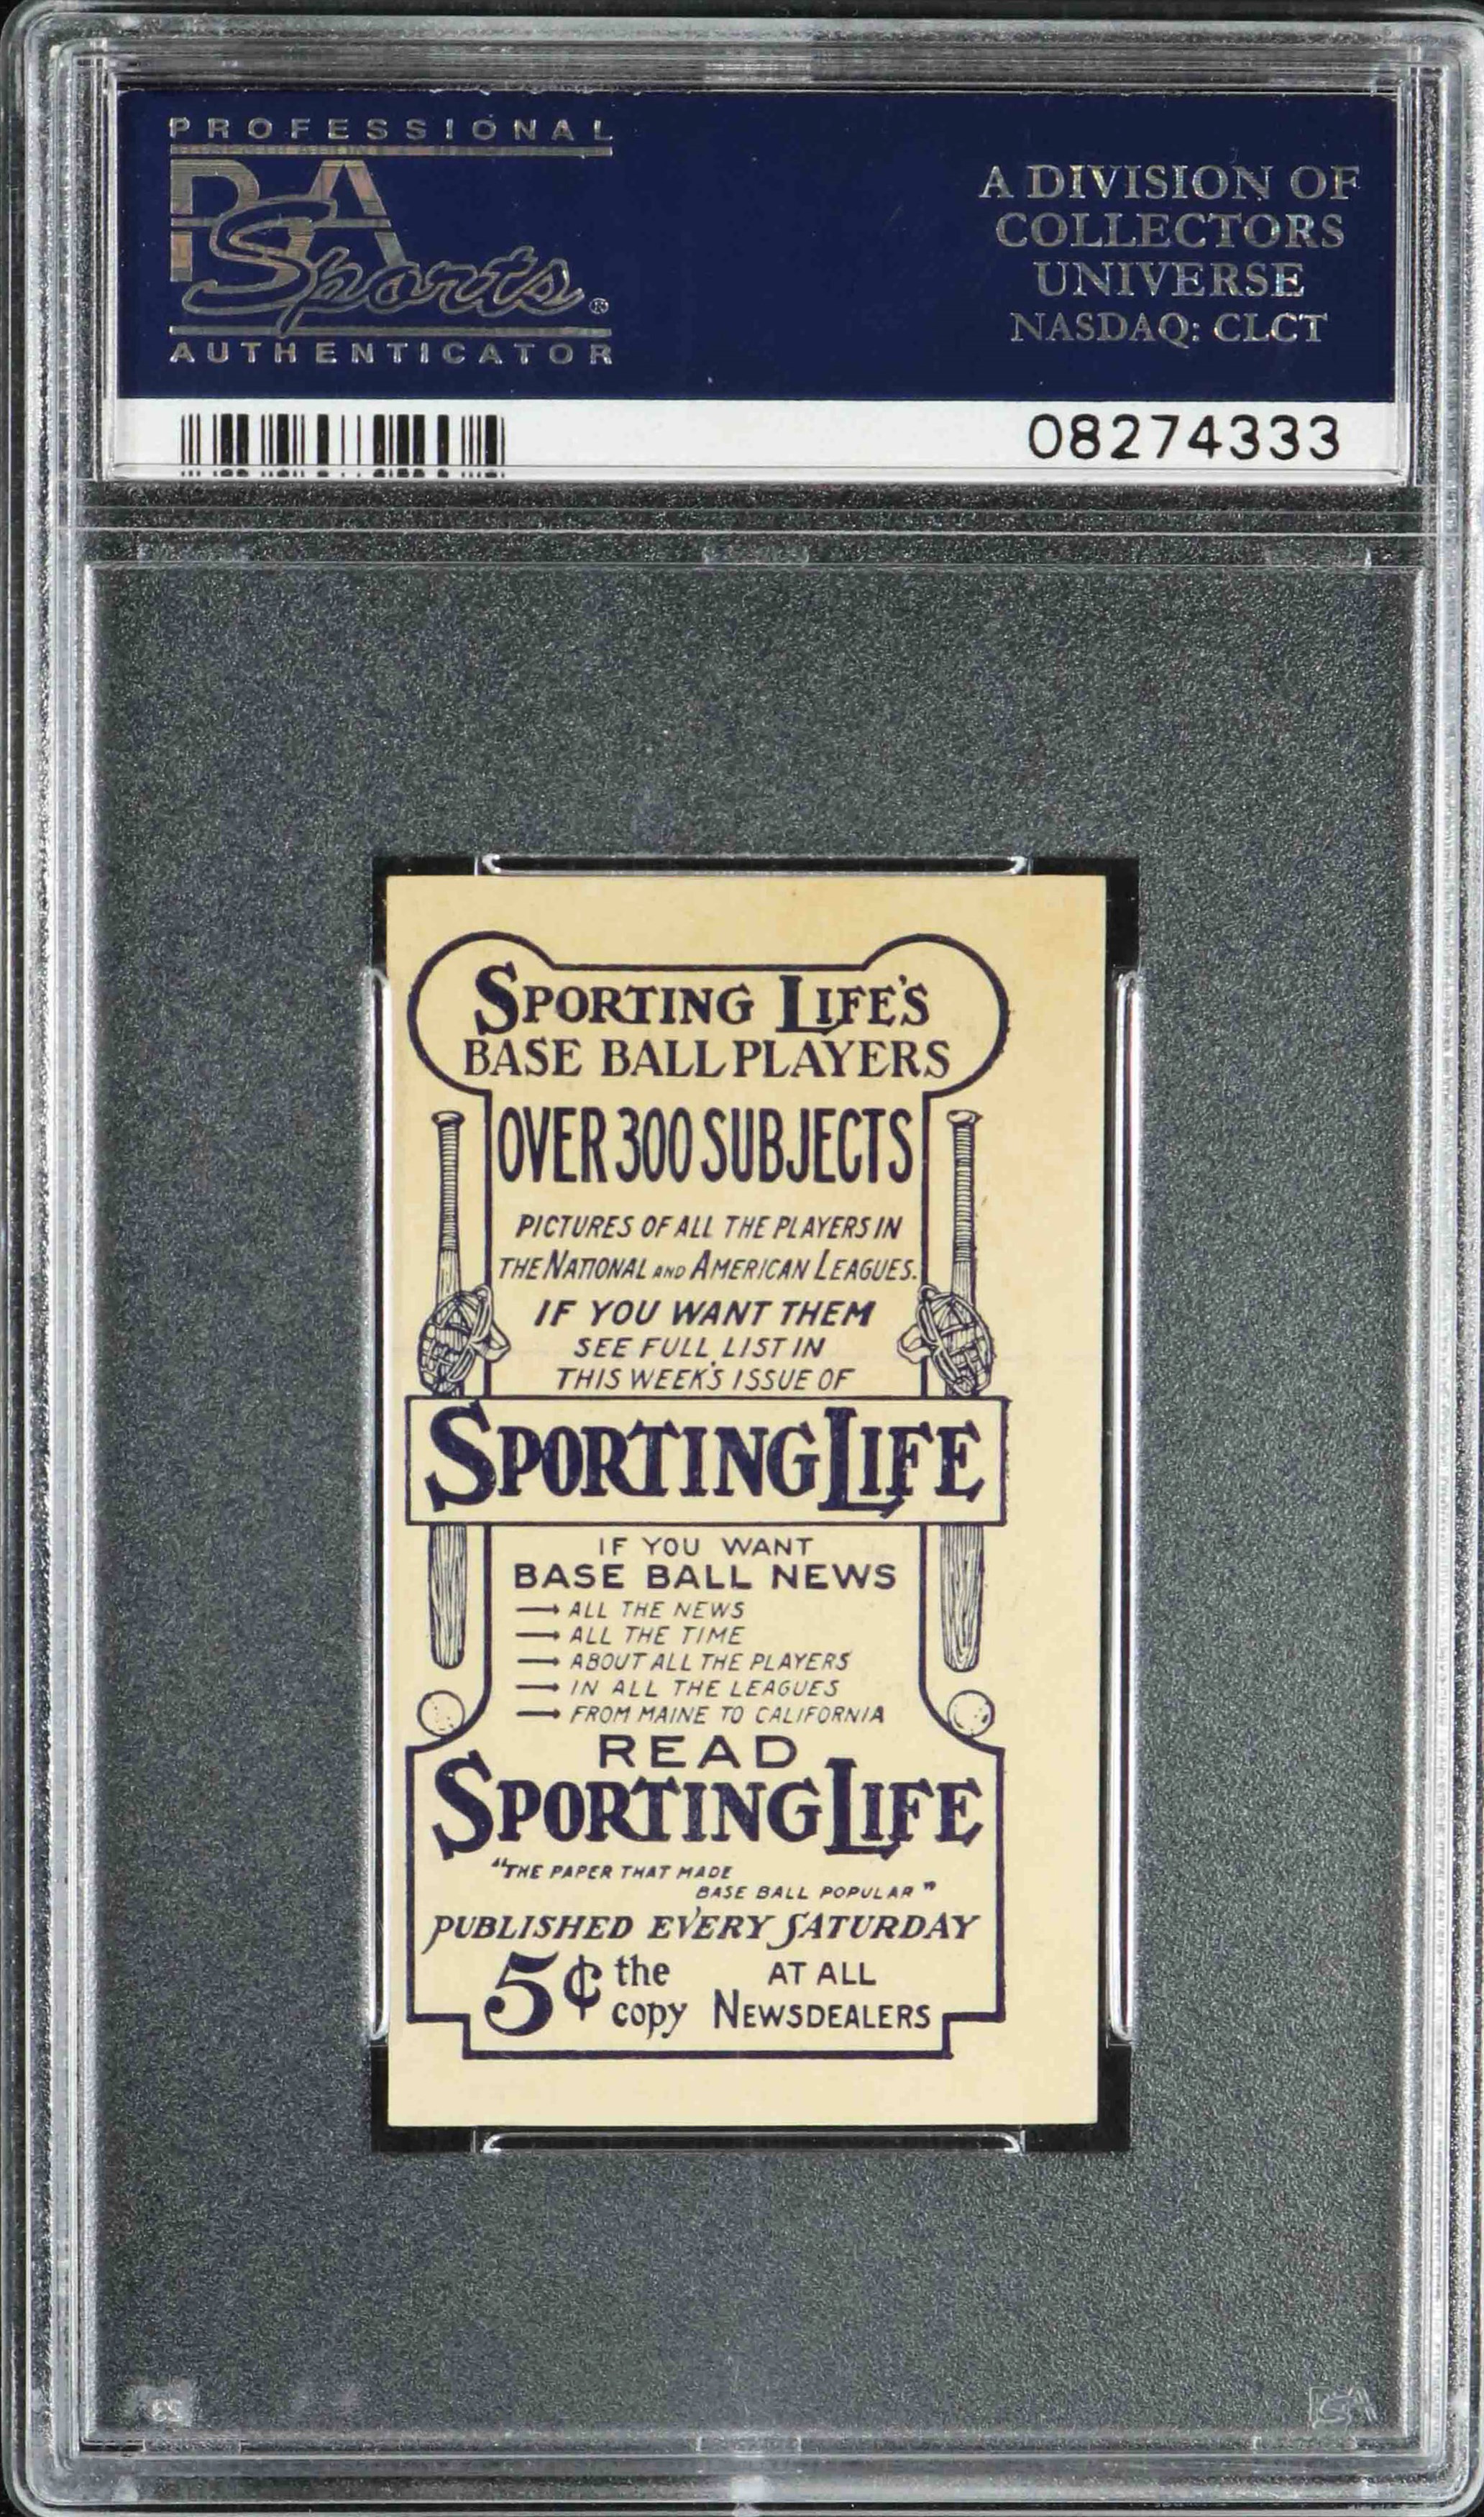 PROFESSIONAL
PSA
Sports®
AUTHENTICATOR
A DIVISION OF
COLLECTORS
UNIVERSE
NASDAQ: CLCT
08274333
SPORTING LIFE'S
BASE BALL PLAYERS
OVER 300 SUBJECTS
PICTURES OF ALL THE PLAYERS IN
THE NATIONAL AND AMERICAN LEAGUES.
IF YOU WANT THEM
SEE FULL LIST IN
THIS WEEK'S ISSUE OF
SPORTING LIFE
IF YOU WANT
BASE BALL NEWS
→ ALL THE NEWS
→ ALL THE TIME
→ ABOUT ALL THE PLAYERS
→ IN ALL THE LEAGUES
→ FROM MAINE TO CALIFORNIA
READ
SPORTING LIFE
"THE PAPER THAT MADE
BASE BALL POPULAR"
PUBLISHED EVERY SATURDAY
5¢ the copy AT ALL NEWSDEALERS
PSA